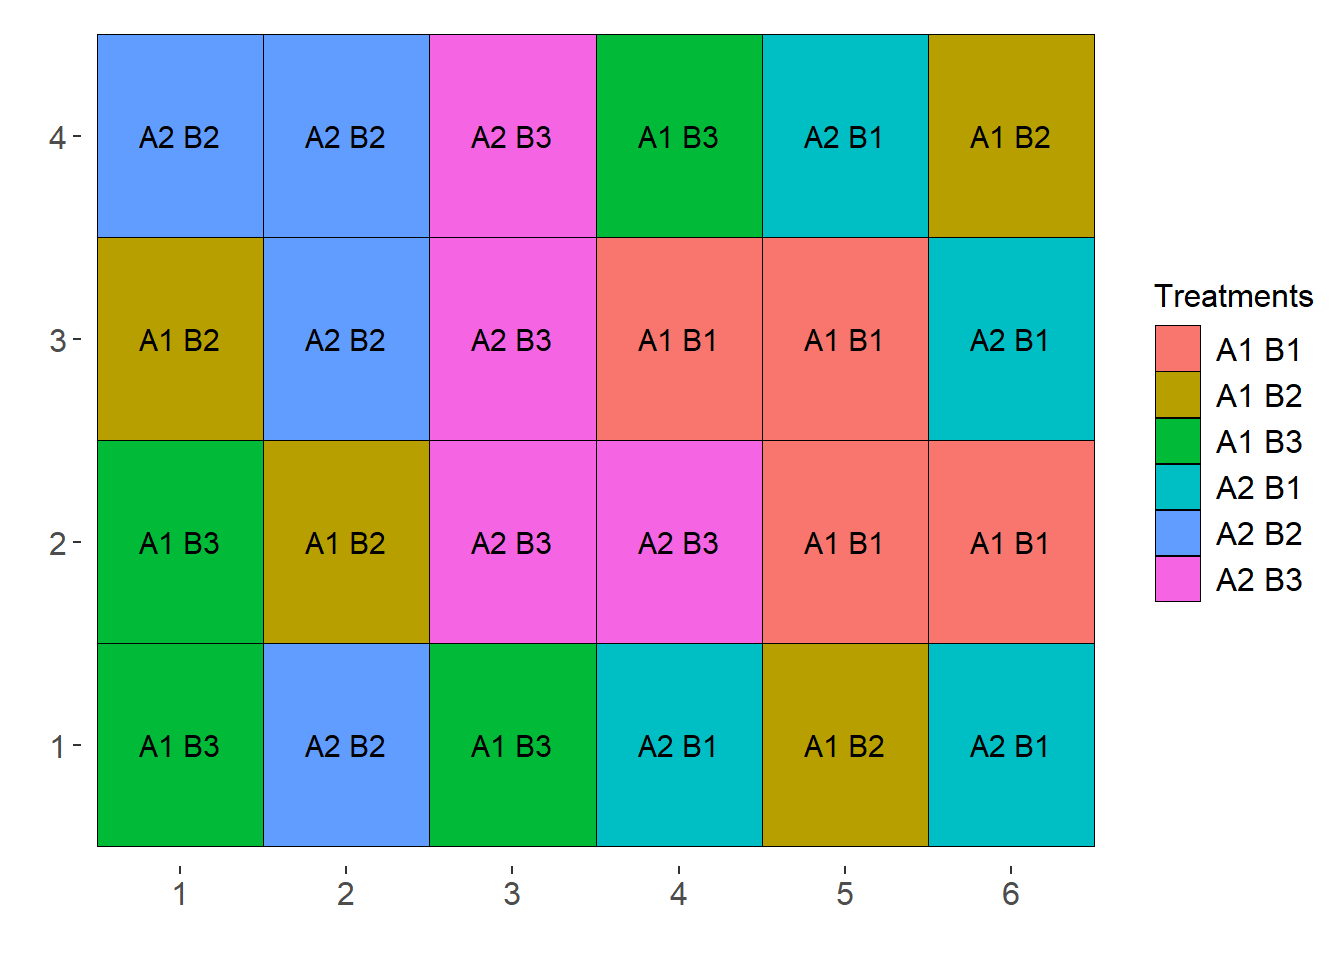 4 A2 B2 A2 B2 A2 B3 A1 B3 A2 B1 A1 B2
3 A1 B2 A2 B2 A2 B3 A1 B1 A1 B1 A2 B1
2 A1 B3 A1 B2 A2 B3 A2 B3 A1 B1 A1 B1
1 A1 B3 A2 B2 A1 B3 A2 B1 A1 B2 A2 B1
1 2 3 4 5 6
Treatments
A1 B1
A1 B2
A1 B3
A2 B1
A2 B2
A2 B3